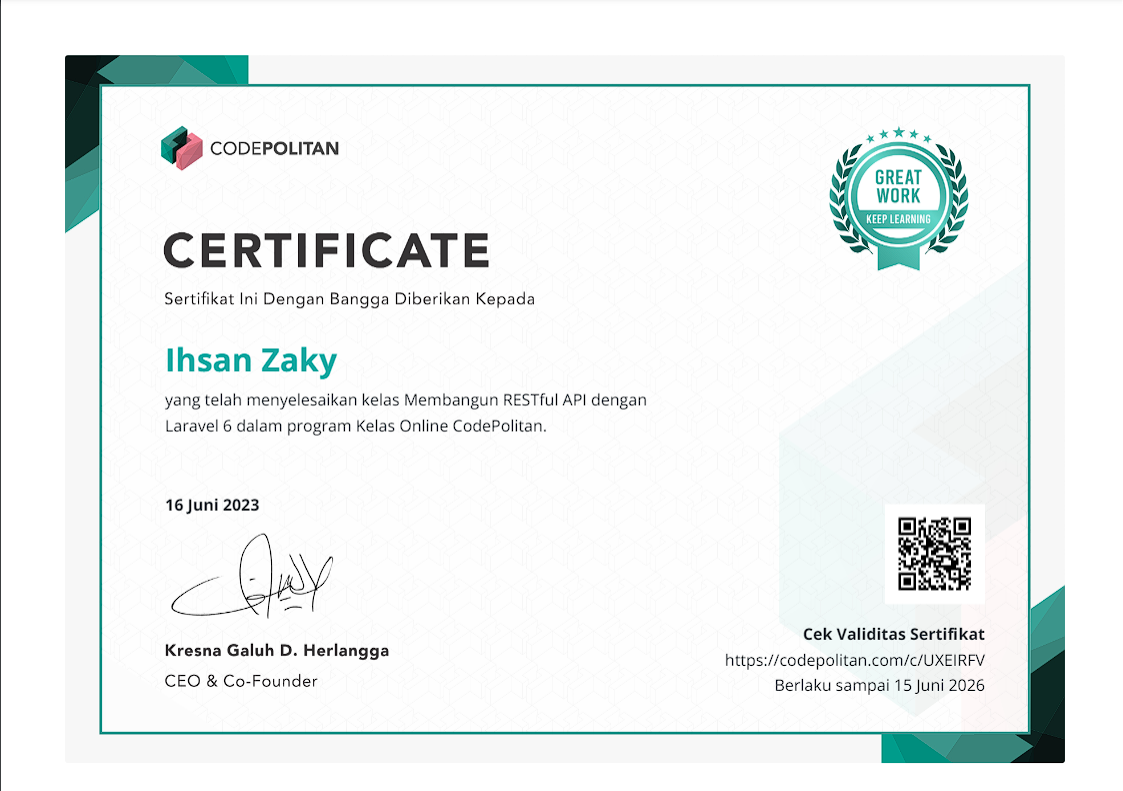 CODEPOLITAN
GREAT
WORK
KEEP LEARNING
CERTIFICATE
Sertifikat Ini Dengan Bangga Diberikan Kepada
Ihsan Zaky
yang telah menyelesaikan kelas Membangun RESTful API dengan
Laravel 6 dalam program Kelas Online CodePolitan.
16 Juni 2023
Kresna Galuh D. Herlangga
CEO & Co-Founder
Cek Validitas Sertifikat
https://codepolitan.com/c/UXEIRFV
Berlaku sampai 15 Juni 2026